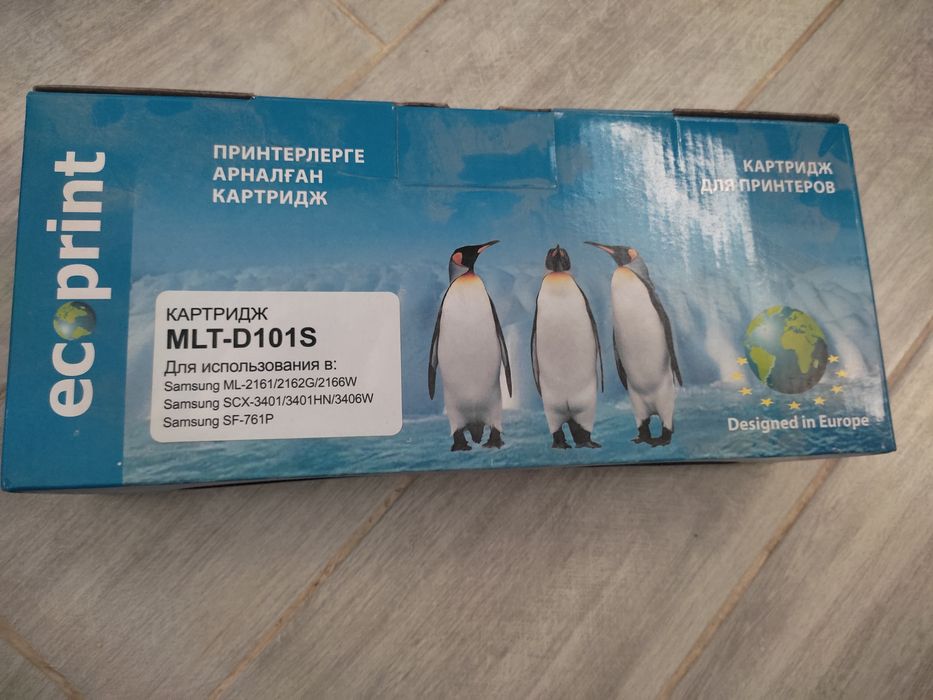 ecoprint
ПРИНТЕРЛЕРГЕ
АРНАЛҒАН
КАРТРИДЖ
КАРТРИДЖ
ДЛЯ ПРИНТЕРОВ
КАРТРИДЖ
MLT-D101S
Для использования в:
Samsung ML-2161/2162G/2166W
Samsung SCX-3401/3401HN/3406W
Samsung SF-761P
Designed in Europe